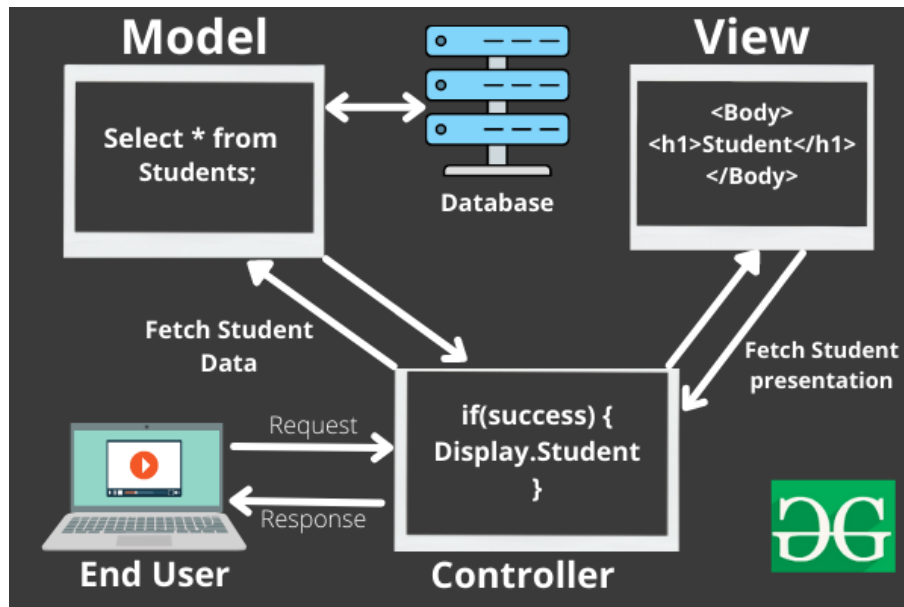 Model
View
Select * from
Students;
<Body>
<h1>Student</h1>
</Body>
Database
Fetch Student
Data
Fetch Student
presentation
if(success) {
Display.Student
}
Request
Response
End User
Controller
GG